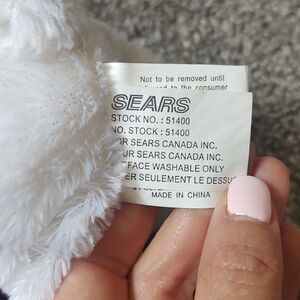 Not to be removed until
to the consumer
SEARS
STOCK NO. : 51400
NO. STOCK : 51400
OR SEARS CANADA INC.
UR SEARS CANADA INC.
FACE WASHABLE ONLY
ER SEULEMENT LE DESSU
MADE IN CHINA